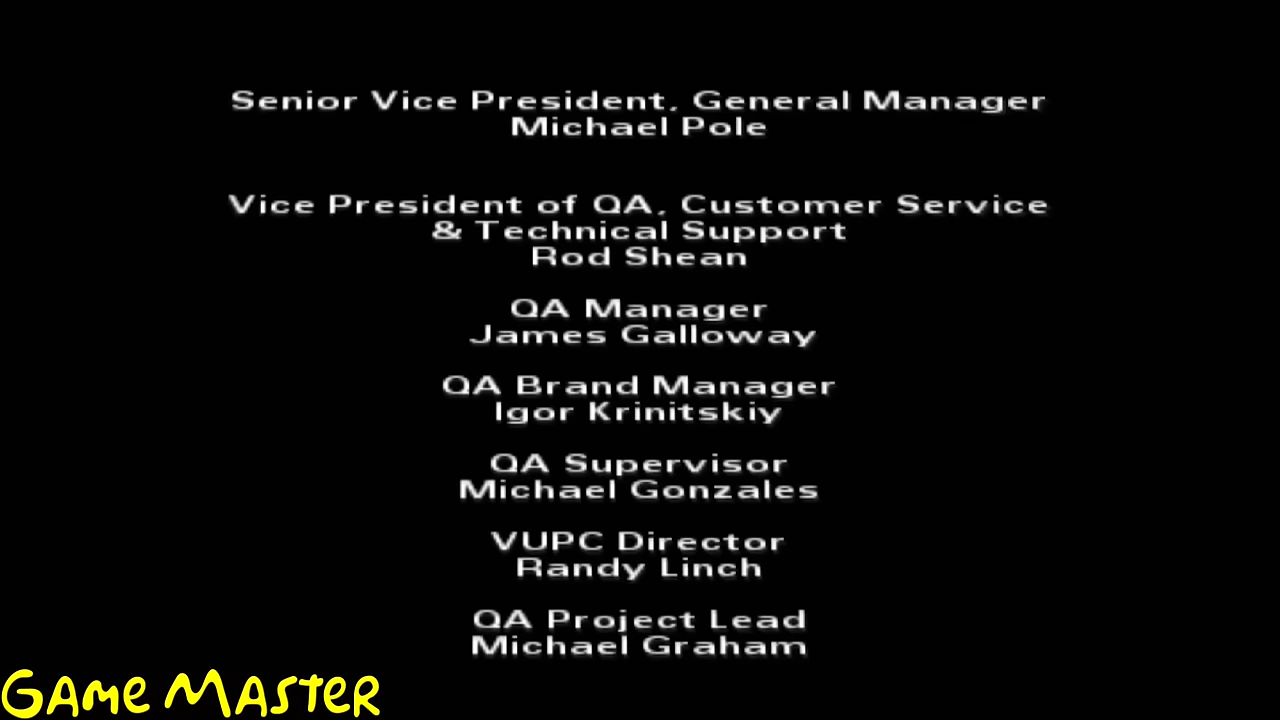 Senior Vice President, General Manager
Michael Pole
Vice President of QA, Customer Service
& Technical Support
Rod Shean
QA Manager
James Galloway
QA Brand Manager
Igor Krinitskiy
QA Supervisor
Michael Gonzales
VUPC Director
Randy Linch
QA Project Lead
Michael Graham
GAME MASTER